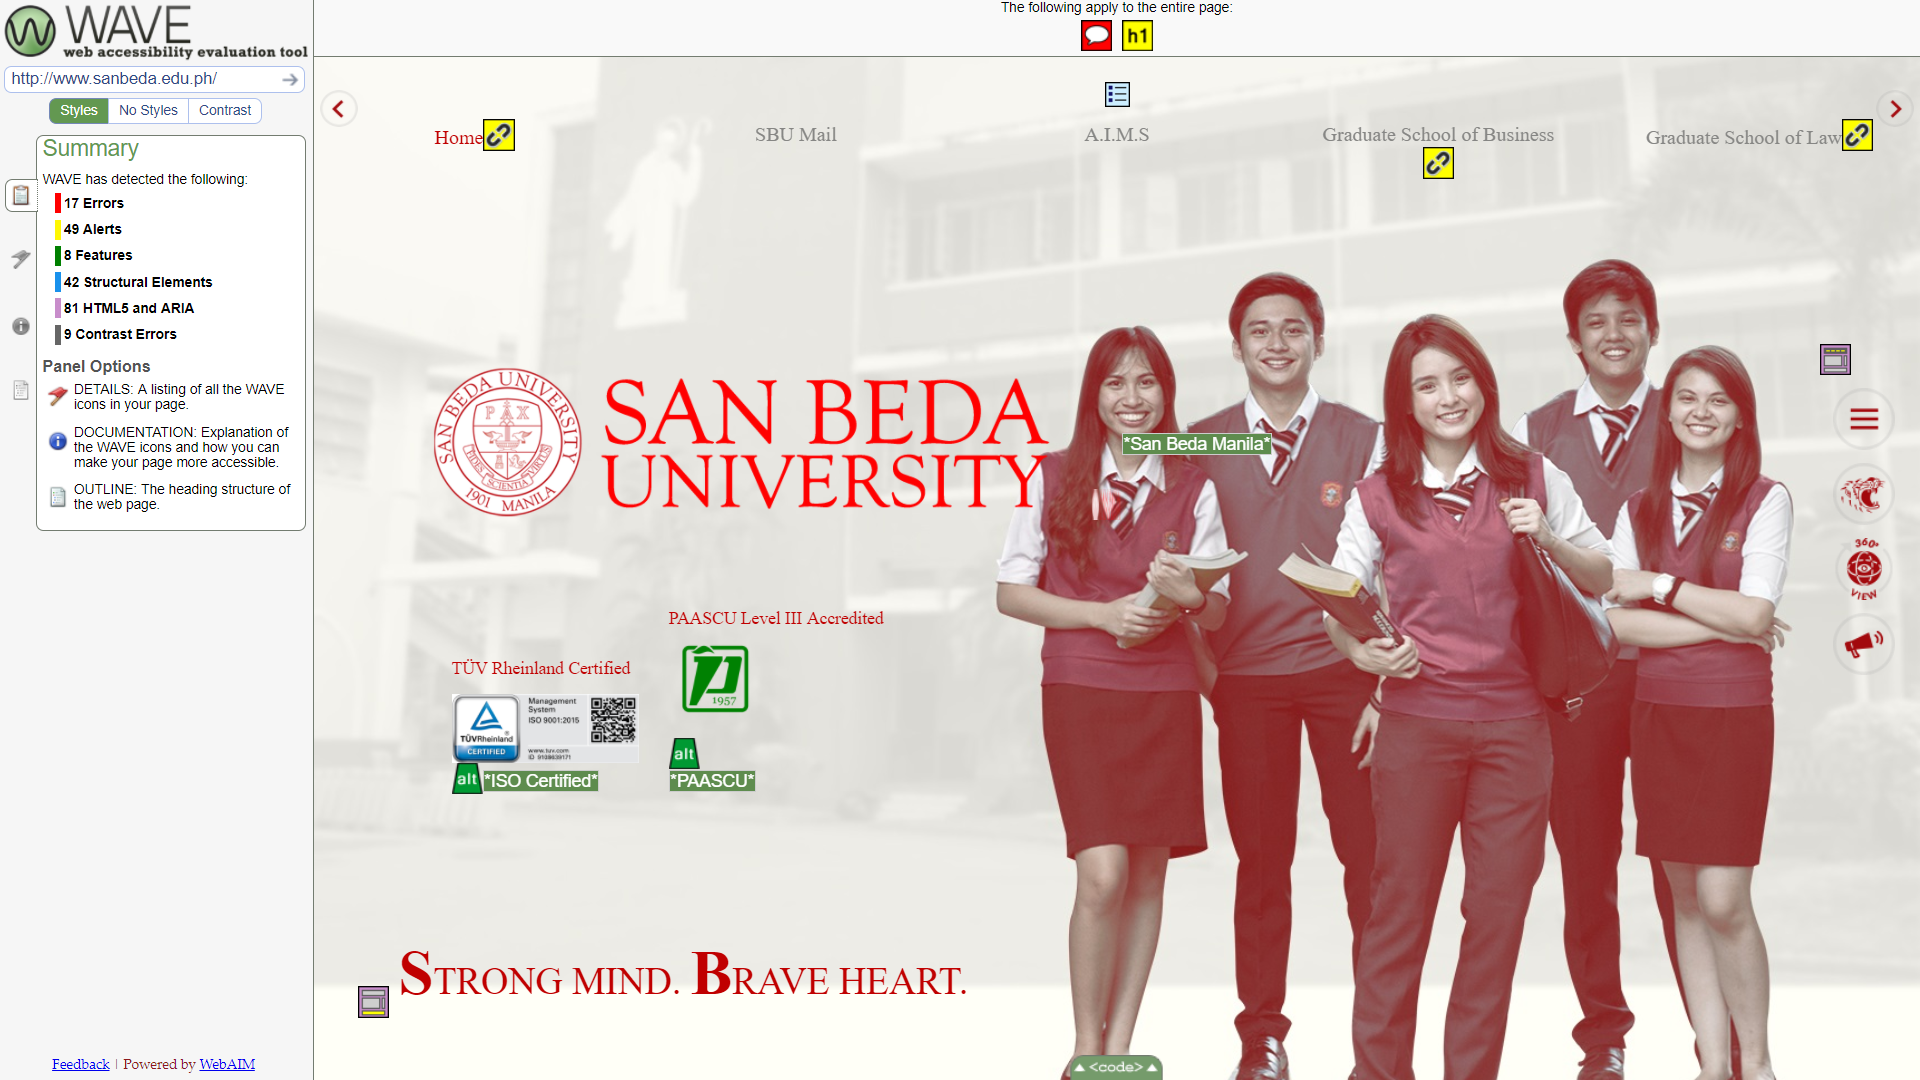 WAVE
web accessibility evaluation tool
http://www.sanbeda.edu.ph/
Styles No Styles Contrast
Summary
WAVE has detected the following:
17 Errors
49 Alerts
8 Features
42 Structural Elements
81 HTML5 and ARIA
9 Contrast Errors
Panel Options
DETAILS: A listing of all the WAVE
icons in your page.
DOCUMENTATION: Explanation of
the WAVE icons and how you can
make your page more accessible.
OUTLINE: The heading structure of
the web page.
Feedback | Powered by WebAIM
The following apply to the entire page:
h1
Home SBU Mail A.I.M.S Graduate School of Business Graduate School of Law
SAN BEDA UNIVERSITY
PAX
FIDES SCIENTIA VIRTUS
1901 MANILA
SAN BEDA
UNIVERSITY
*San Beda Manila*
360°
VIEW
PAASCU Level III Accredited
1957
alt
*PAASCU*
TÜV Rheinland Certified
TÜVRheinland
CERTIFIED
Management
System
ISO 9001:2015
www.tuv.com
ID 9108639171
alt *ISO Certified*
STRONG MIND. BRAVE HEART.
<code>